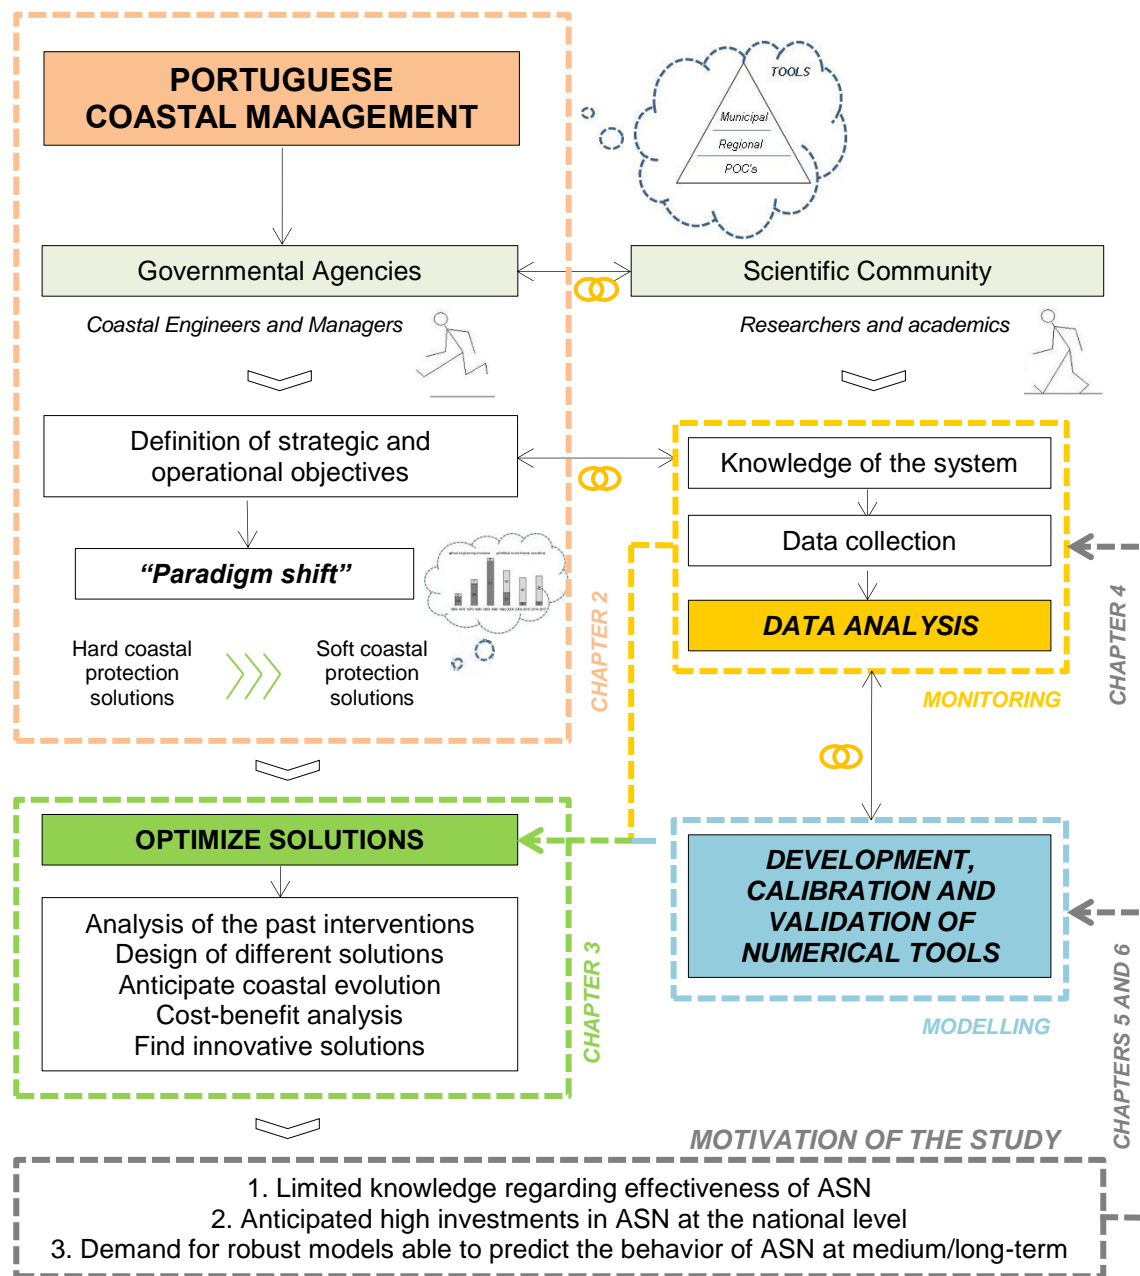 PORTUGUESE
COASTAL MANAGEMENT
TOOLS
Municipal
Regional
POC's
Governmental Agencies
Scientific Community
Coastal Engineers and Managers
Researchers and academics
Definition of strategic and
operational objectives
Knowledge of the system
Data collection
DATA ANALYSIS
MONITORING
CHAPTER 4
“Paradigm shift”
Hard coastal
protection
solutions
Soft coastal
protection
solutions
CHAPTER 2
OPTIMIZE SOLUTIONS
Analysis of the past interventions
Design of different solutions
Anticipate coastal evolution
Cost-benefit analysis
Find innovative solutions
CHAPTER 3
DEVELOPMENT,
CALIBRATION AND
VALIDATION OF
NUMERICAL TOOLS
MODELLING
CHAPTERS 5 AND 6
MOTIVATION OF THE STUDY
1. Limited knowledge regarding effectiveness of ASN
2. Anticipated high investments in ASN at the national level
3. Demand for robust models able to predict the behavior of ASN at medium/long-term